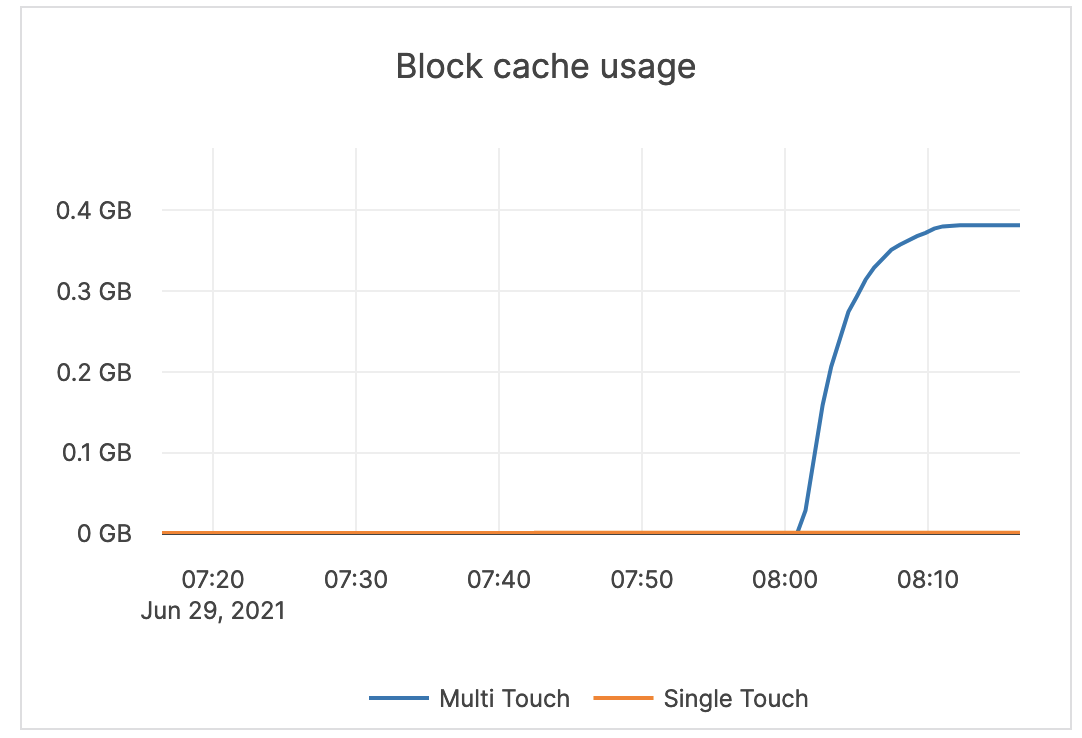 Block cache usage
0.4 GB
0.3 GB
0.2 GB
0.1 GB
0 GB
07:20 07:30 07:40 07:50 08:00 08:10
Jun 29, 2021
Multi Touch Single Touch